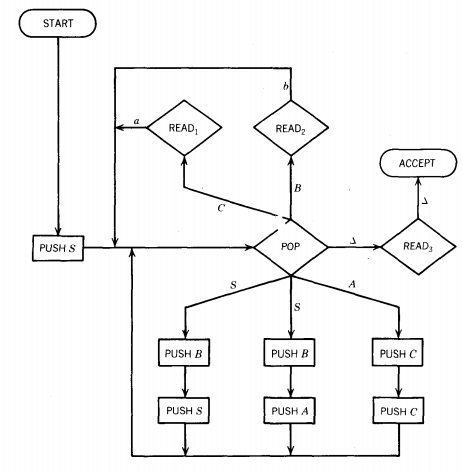 START
b
a
READ₁
READ₂
ACCEPT
B
Δ
C
PUSH S
POP
Δ
READ₃
S
S
A
PUSH B
PUSH B
PUSH C
PUSH S
PUSH A
PUSH C